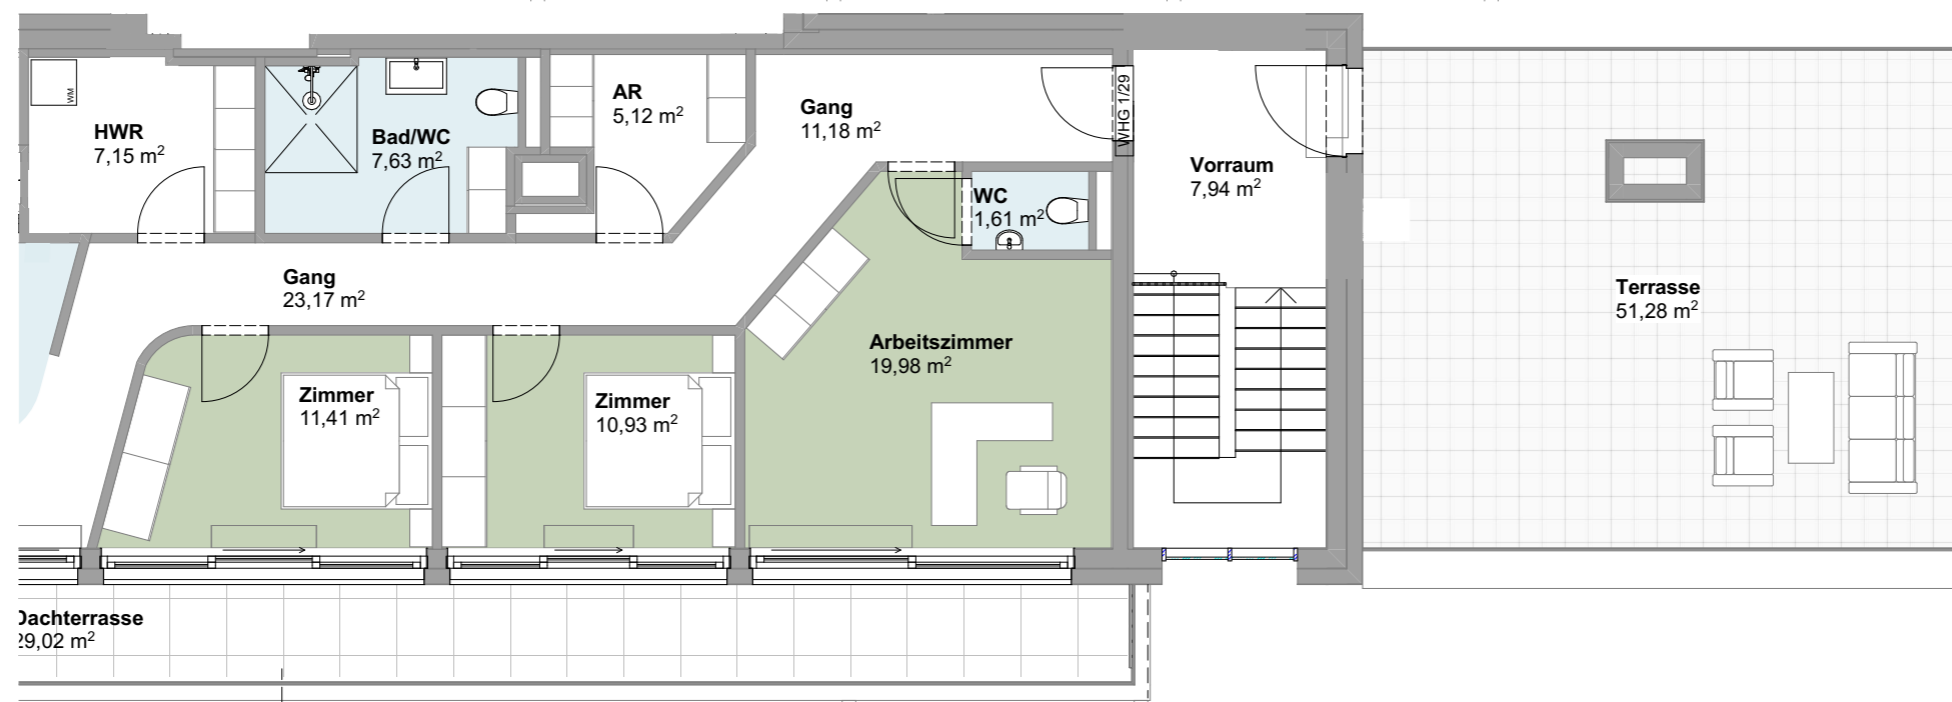 HWR
7,15 m²
WM
Bad/WC
7,63 m²
AR
5,12 m²
Gang
11,18 m²
WHG 1/29
Vorraum
7,94 m²
WC
1,61 m²
Gang
23,17 m²
Terrasse
51,28 m²
Arbeitszimmer
19,98 m²
Zimmer
11,41 m²
Zimmer
10,93 m²
Dachterrasse
29,02 m²